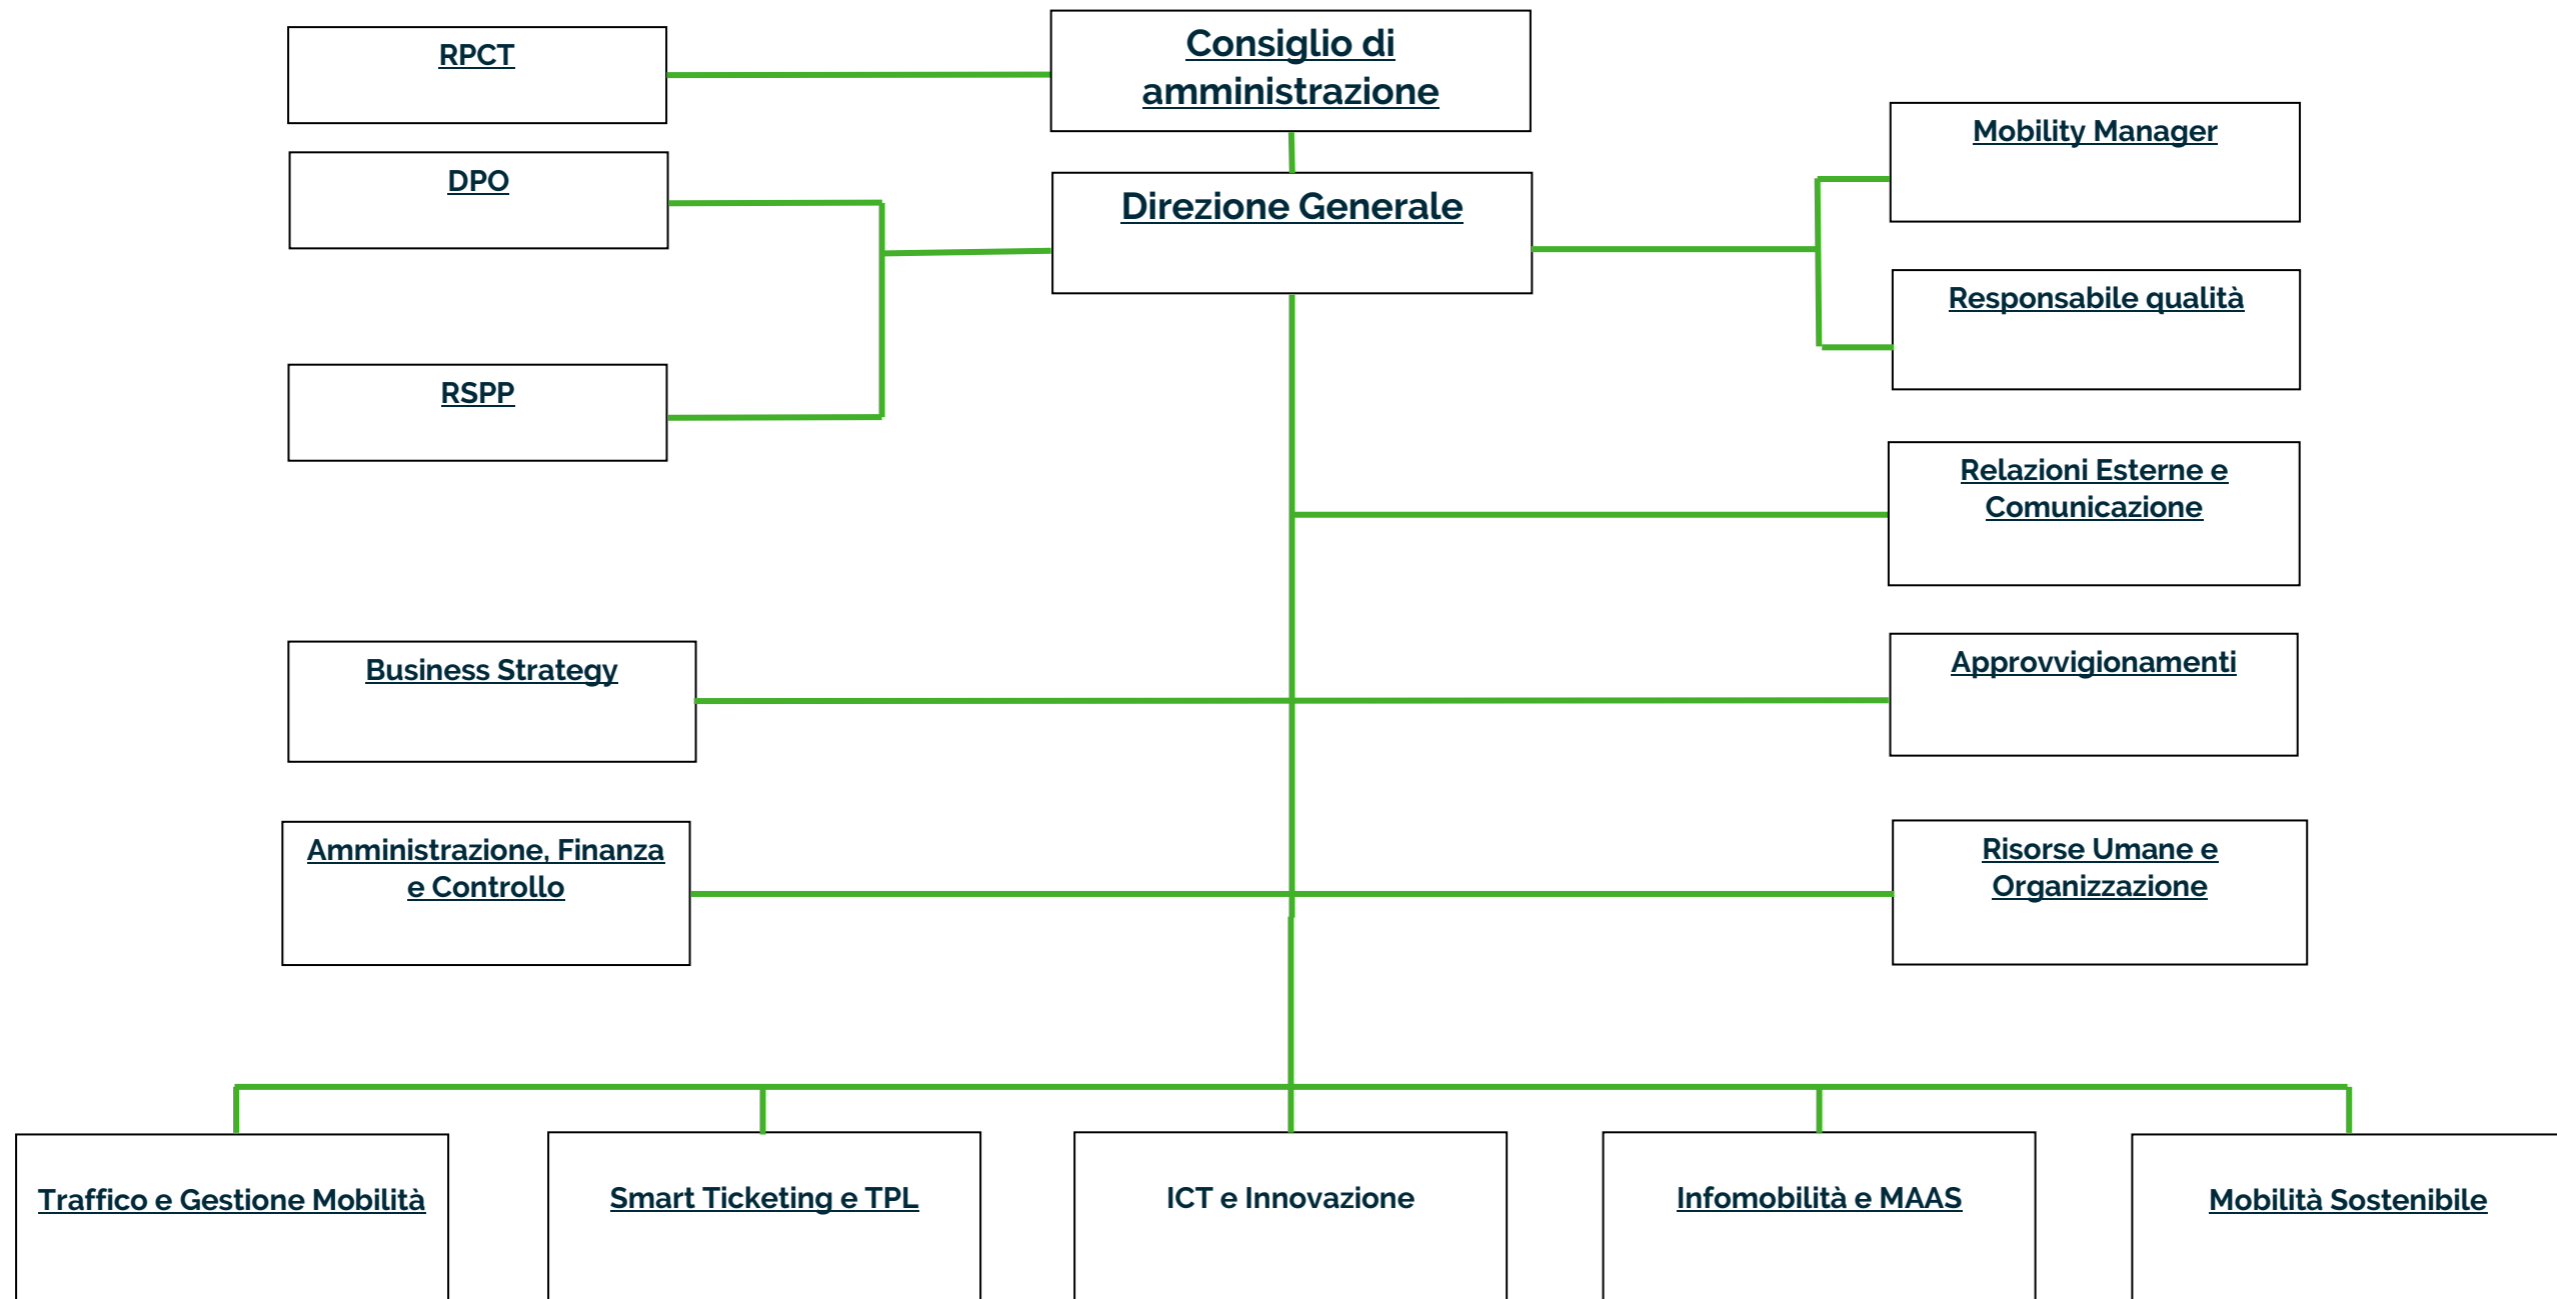 RPCT
Consiglio di
amministrazione
Mobility Manager
DPO
Direzione Generale
Responsabile qualità
RSPP
Relazioni Esterne e
Comunicazione
Business Strategy
Approvvigionamenti
Amministrazione, Finanza
e Controllo
Risorse Umane e
Organizzazione
Traffico e Gestione Mobilità
Smart Ticketing e TPL
ICT e Innovazione
Infomobilità e MAAS
Mobilità Sostenibile